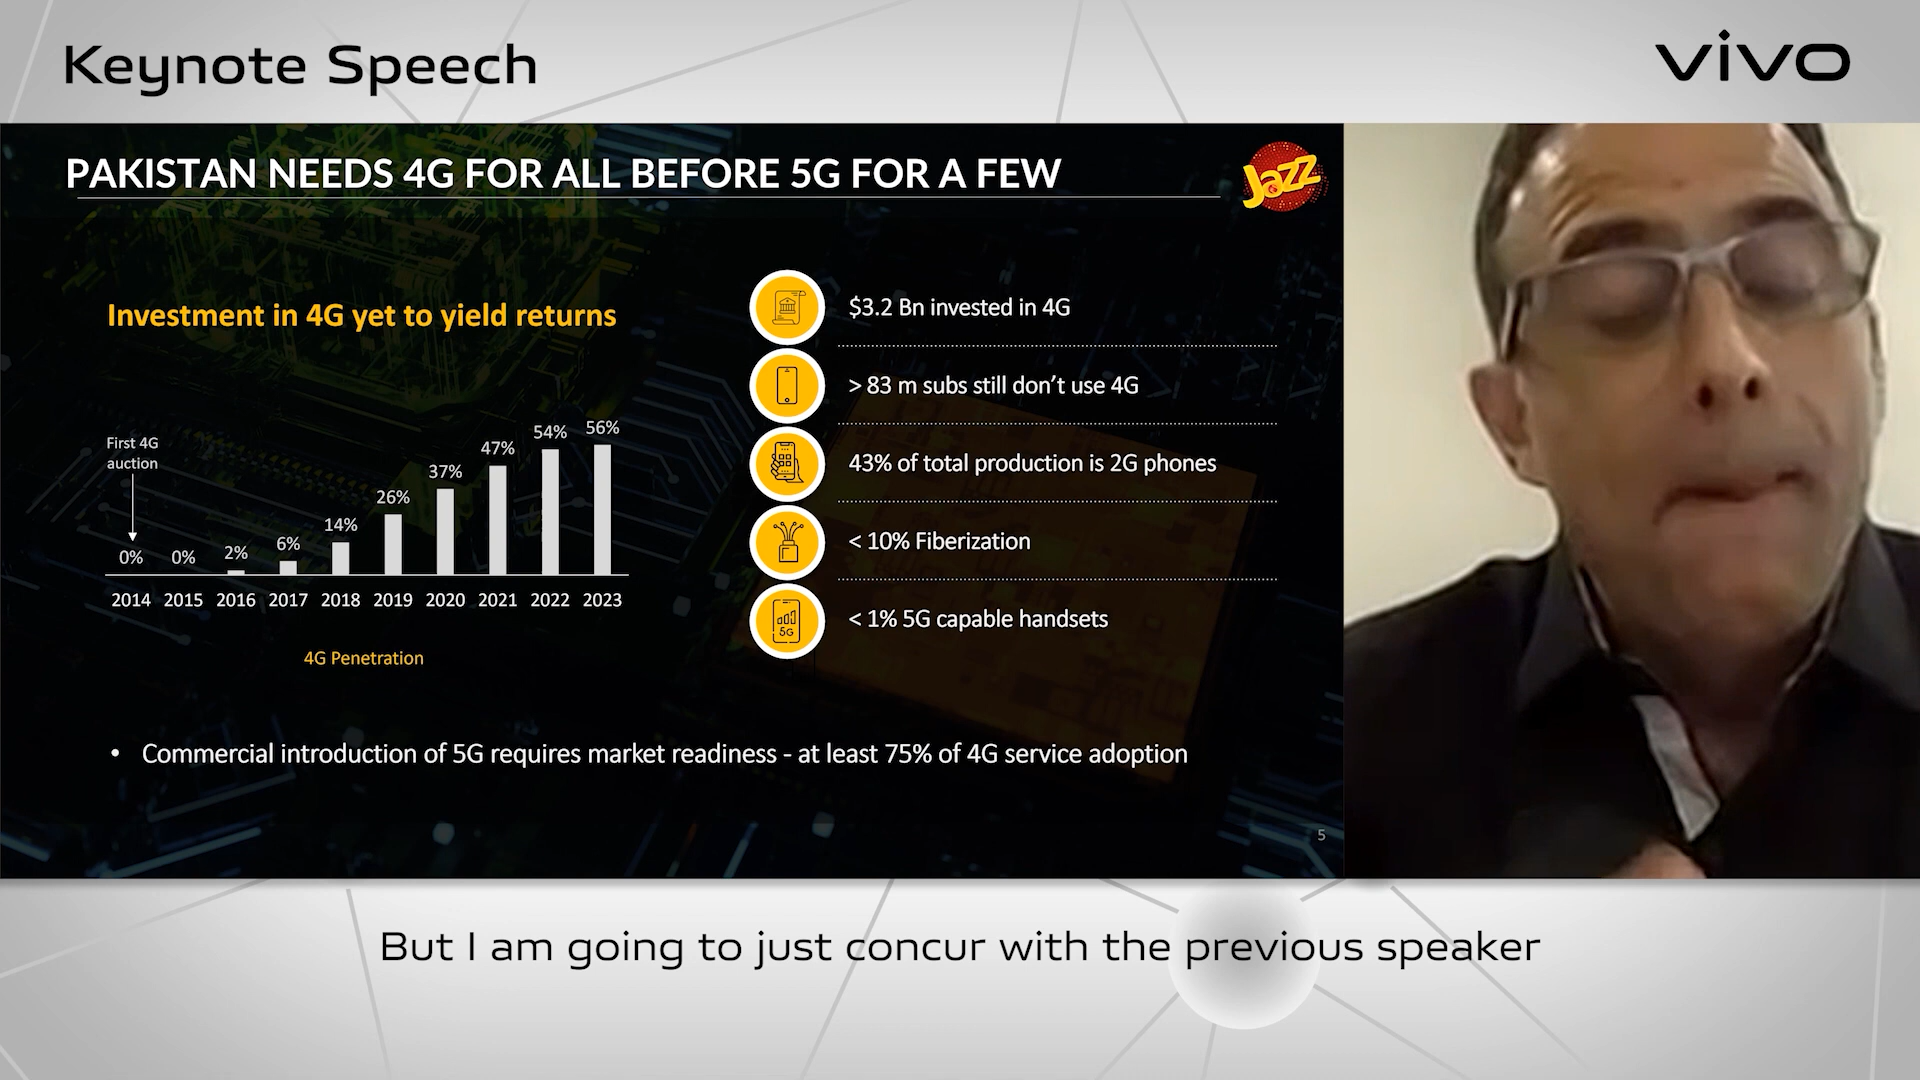 Keynote Speech
vivo
PAKISTAN NEEDS 4G FOR ALL BEFORE 5G FOR A FEW
Jazz
Investment in 4G yet to yield returns
First 4G
auction
0% 0% 2% 6% 14% 26% 37% 47% 54% 56%
2014 2015 2016 2017 2018 2019 2020 2021 2022 2023
4G Penetration
$3.2 Bn invested in 4G
> 83 m subs still don’t use 4G
43% of total production is 2G phones
< 10% Fiberization
5G
< 1% 5G capable handsets
• Commercial introduction of 5G requires market readiness - at least 75% of 4G service adoption
5
But I am going to just concur with the previous speaker